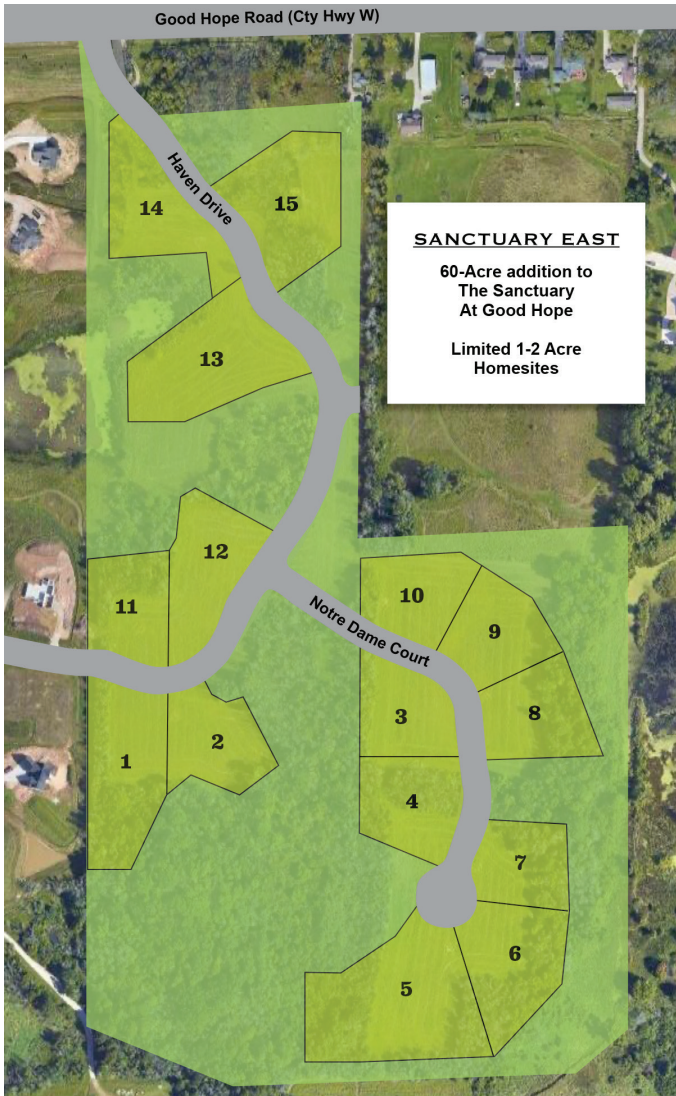 Good Hope Road (Cty Hwy W)
Haven Drive
14
15
SANCTUARY EAST
60-Acre addition to
The Sanctuary
At Good Hope
Limited 1-2 Acre
Homesites
13
12
11
10
9
Notre Dame Court
3
8
2
1
4
7
6
5